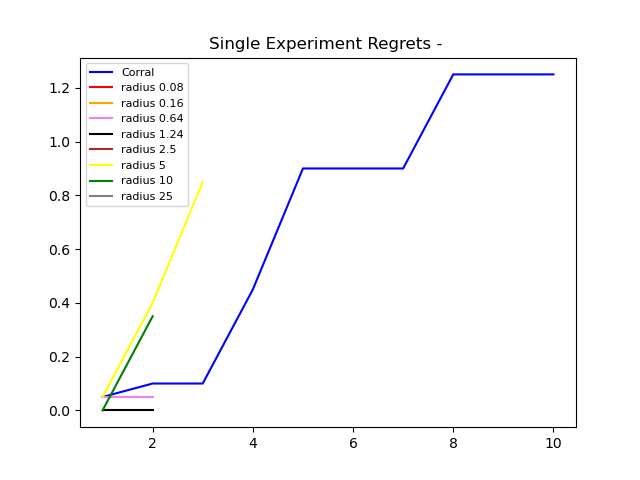 Single Experiment Regrets -
Corral
radius 0.08
radius 0.16
radius 0.64
radius 1.24
radius 2.5
radius 5
radius 10
radius 25
1.2
1.0
0.8
0.6
0.4
0.2
0.0
2 4 6 8 10